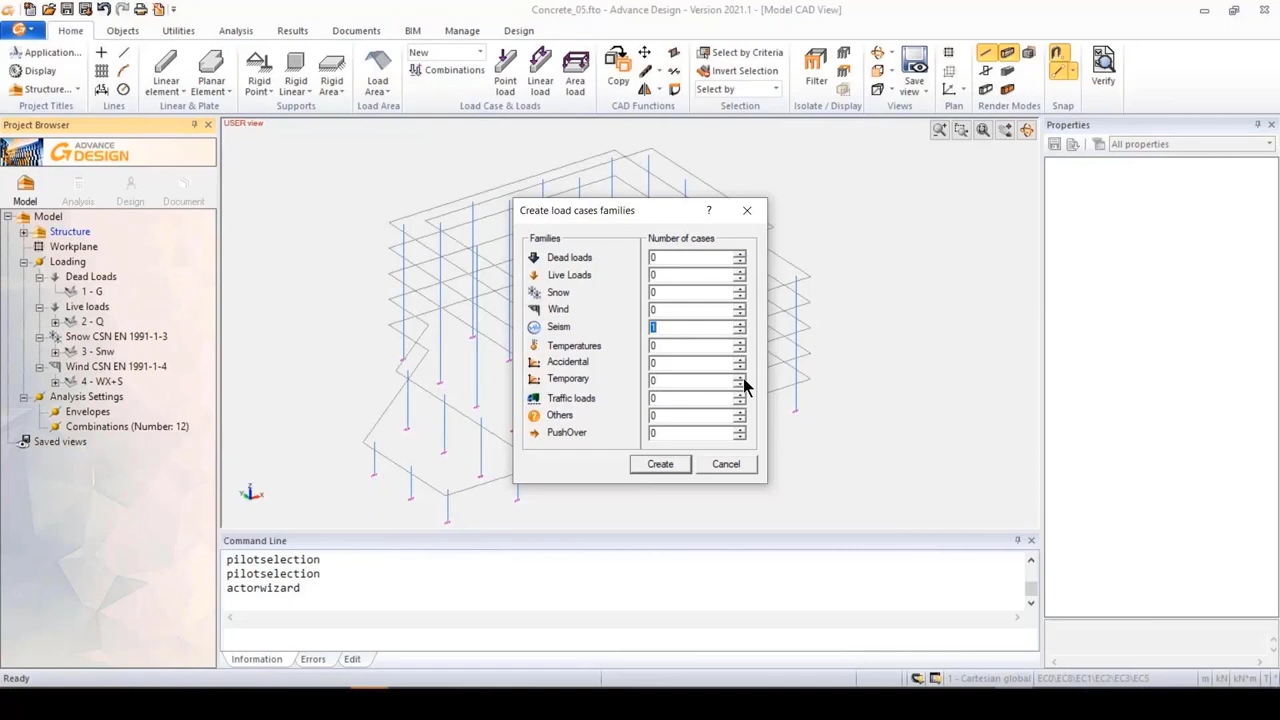 Concrete_05.fto - Advance Design - Version 2021.1 - [Model CAD View]
Home Objects Utilities Analysis Results Documents BIM Manage Design
Application...
Display
Structure...
Project Titles
Lines
Linear element
Planar Element
Linear & Plate
Rigid Point
Rigid Linear
Rigid Area
Supports
Load Area
Load Area
New
Combinations
Point load
Linear load
Area load
Load Case & Loads
Copy
CAD Functions
Select by Criteria
Invert Selection
Select by
Selection
Filter
Isolate / Display
Save view
Views
Plan
Render Modes
Snap
Verify
Project Browser
ADVANCE
DESIGN
Model Analysis Design Document
Model
Structure
Workplane
Loading
Dead Loads
1 - G
Live loads
2 - Q
Snow CSN EN 1991-1-3
3 - Snw
Wind CSN EN 1991-1-4
4 - WX+S
Analysis Settings
Envelopes
Combinations (Number: 12)
Saved views
USER view
Z
Y X
Create load cases families ?
Families Number of cases
Dead loads 0
Live Loads 0
Snow 0
Wind 0
Seism 1
Temperatures 0
Accidental 0
Temporary 0
Traffic loads 0
Others 0
PushOver 0
Create Cancel
Properties
All properties
Command Line
pilotselection
pilotselection
actorwizard
Information Errors Edit
Ready
1 - Cartesian global EC0\EC8\EC1\EC2\EC3\EC5 m kN kN*m T *